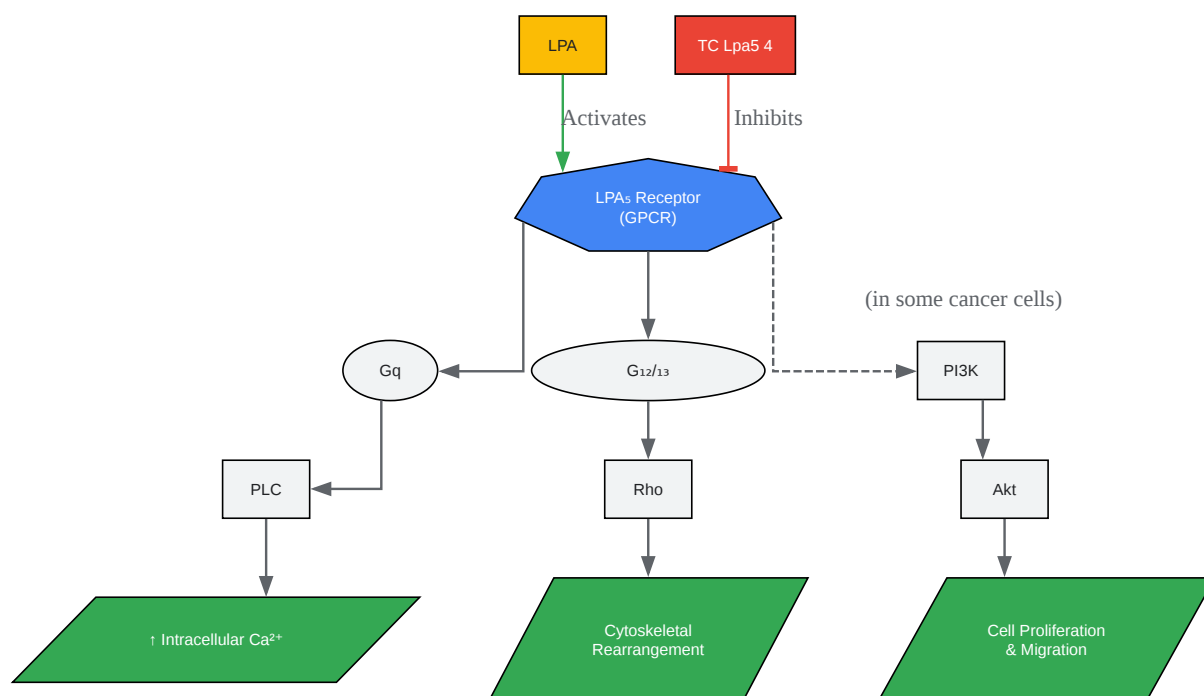 LPA
TC Lpa5 4
Activates
Inhibits
LPA₅ Receptor
(GPCR)
(in some cancer cells)
Gq
G₁₂/₁₃
PI3K
PLC
Rho
Akt
↑ Intracellular Ca²⁺
Cytoskeletal
Rearrangement
Cell Proliferation
& Migration